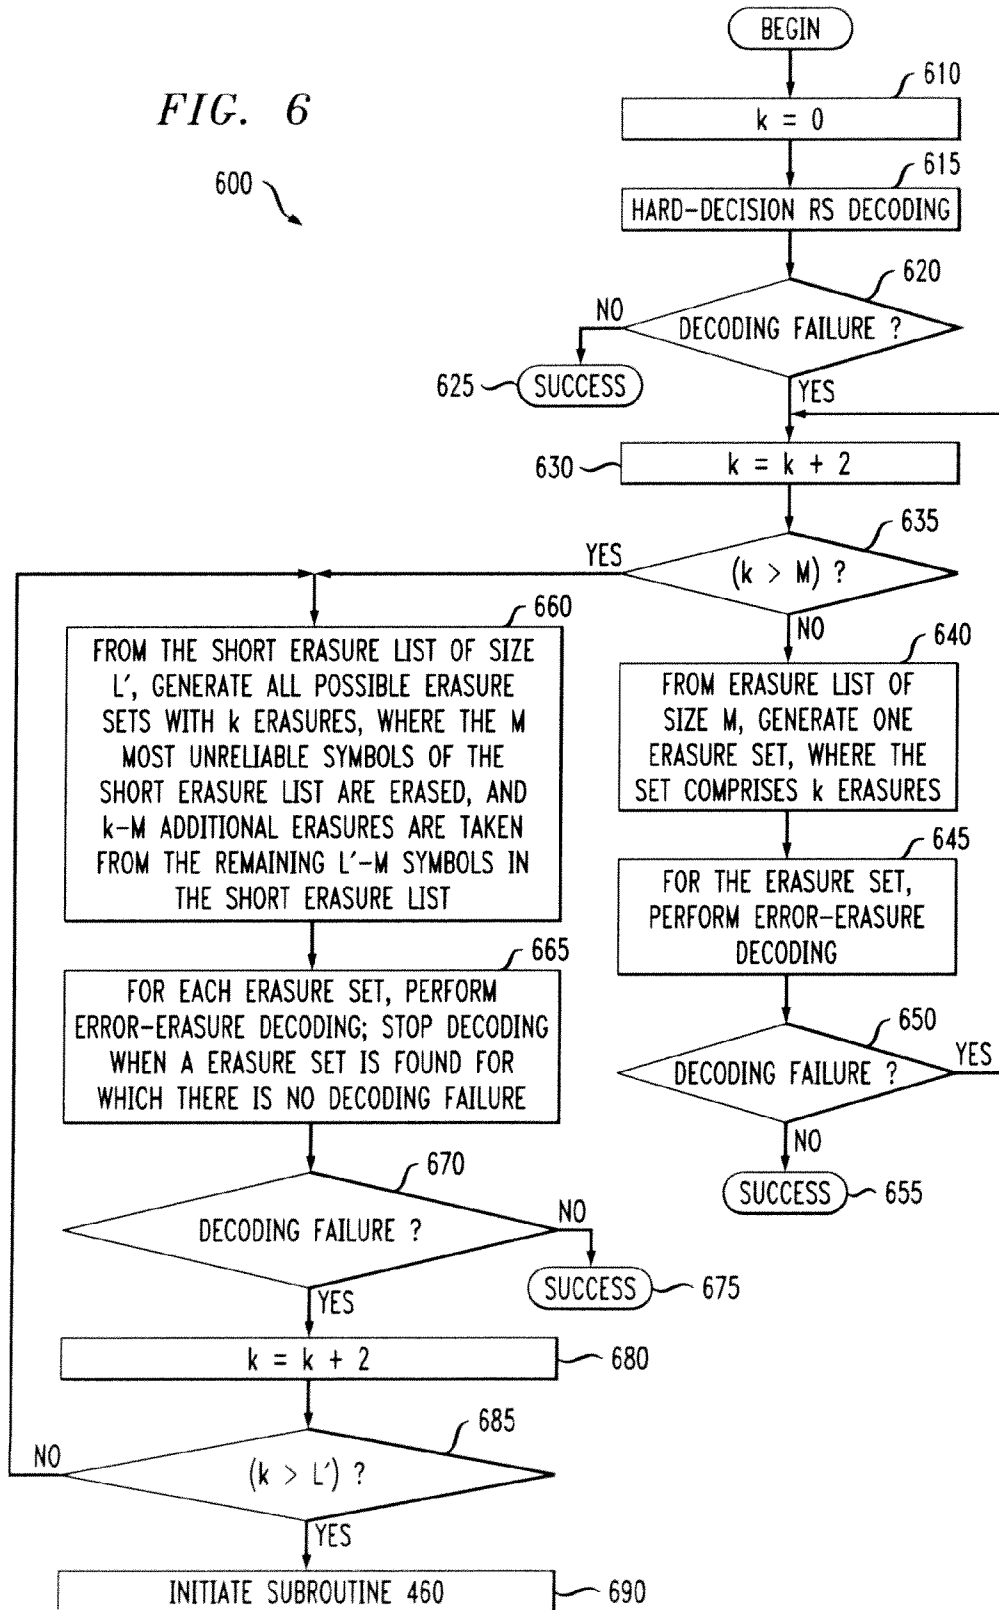 FIG. 6
600
BEGIN
610
k = 0
615
HARD-DECISION RS DECODING
620
DECODING FAILURE ?
NO
625
SUCCESS
YES
630
k = k + 2
635
(k > M) ?
YES
NO
660
FROM THE SHORT ERASURE LIST OF SIZE
L', GENERATE ALL POSSIBLE ERASURE
SETS WITH k ERASURES, WHERE THE M
MOST UNRELIABLE SYMBOLS OF THE
SHORT ERASURE LIST ARE ERASED, AND
k-M ADDITIONAL ERASURES ARE TAKEN
FROM THE REMAINING L'-M SYMBOLS IN
THE SHORT ERASURE LIST
640
FROM ERASURE LIST OF
SIZE M, GENERATE ONE
ERASURE SET, WHERE THE
SET COMPRISES k ERASURES
645
FOR THE ERASURE SET,
PERFORM ERROR-ERASURE
DECODING
650
DECODING FAILURE ?
YES
NO
SUCCESS
655
665
FOR EACH ERASURE SET, PERFORM
ERROR-ERASURE DECODING; STOP DECODING
WHEN A ERASURE SET IS FOUND FOR
WHICH THERE IS NO DECODING FAILURE
670
DECODING FAILURE ?
NO
SUCCESS
675
YES
k = k + 2
680
685
(k > L') ?
NO
YES
INITIATE SUBROUTINE 460
690